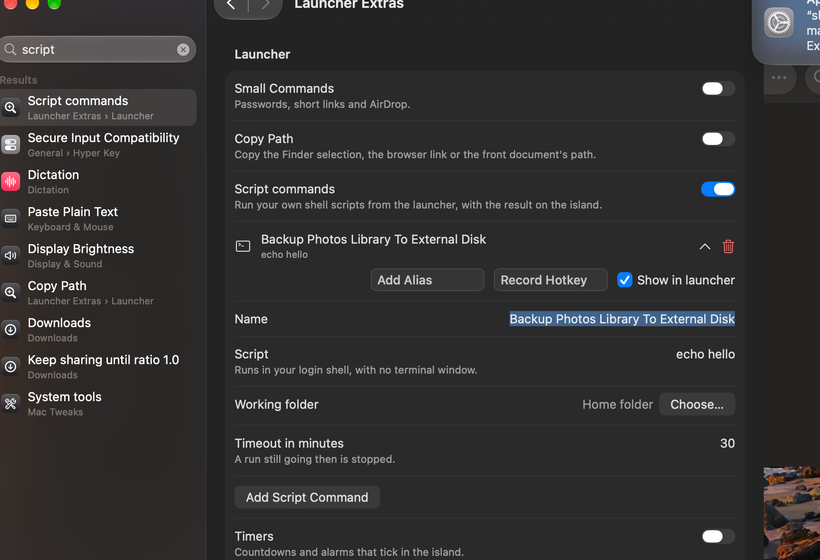 Launcher Extras
script
Results
Script commands
Launcher Extras › Launcher
Secure Input Compatibility
General › Hyper Key
Dictation
Dictation
Paste Plain Text
Keyboard & Mouse
Display Brightness
Display & Sound
Copy Path
Launcher Extras › Launcher
Downloads
Downloads
Keep sharing until ratio 1.0
Downloads
System tools
Mac Tweaks
Launcher
Small Commands
Passwords, short links and AirDrop.
Copy Path
Copy the Finder selection, the browser link or the front document's path.
Script commands
Run your own shell scripts from the launcher, with the result on the island.
Backup Photos Library To External Disk
echo hello
Add Alias
Record Hotkey
Show in launcher
Name
Backup Photos Library To External Disk
Script
echo hello
Runs in your login shell, with no terminal window.
Working folder
Home folder
Choose...
Timeout in minutes
30
A run still going then is stopped.
Add Script Command
Timers
Countdowns and alarms that tick in the island.